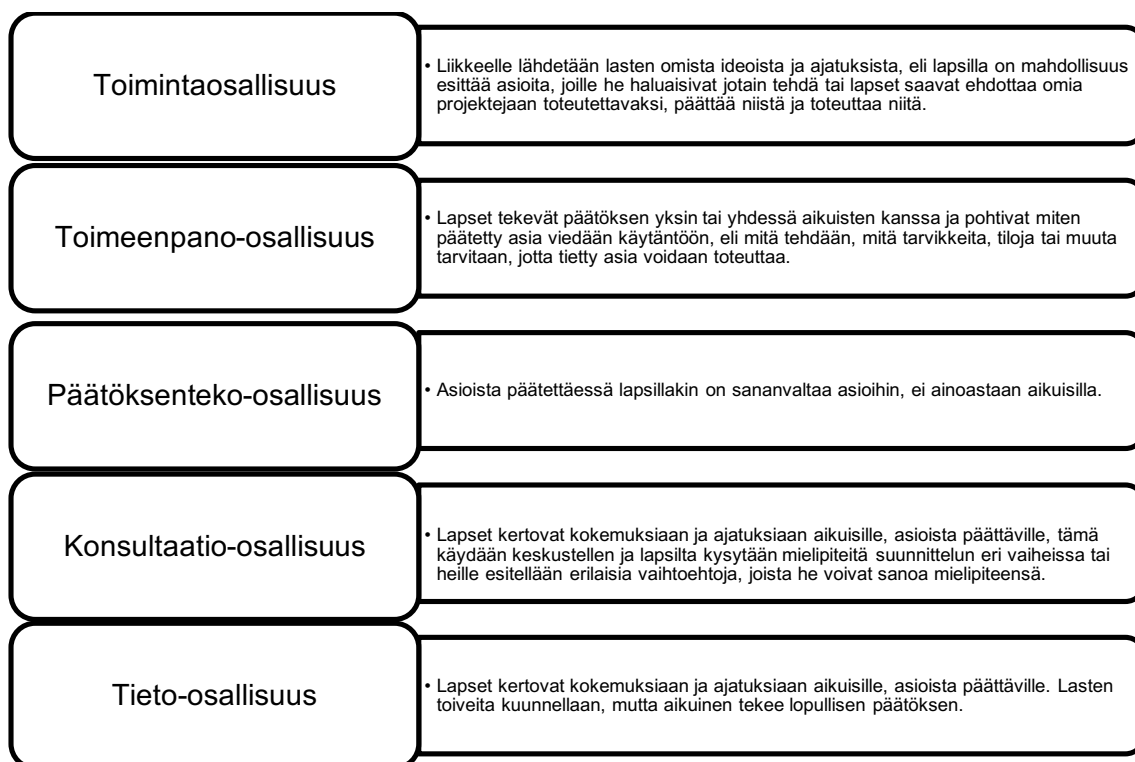 Toimintaosallisuus
• Liikkeelle lähdetään lasten omista ideoista ja ajatuksista, eli lapsilla on mahdollisuus
esittää asioita, joille he haluaisivat jotain tehdä tai lapset saavat ehdottaa omia
projektejaan toteutettavaksi, päättää niistä ja toteuttaa niitä.
Toimeenpano-osallisuus
• Lapset tekevät päätöksen yksin tai yhdessä aikuisten kanssa ja pohtivat miten
päätetty asia viedään käytäntöön, eli mitä tehdään, mitä tarvikkeita, tiloja tai muuta
tarvitaan, jotta tietty asia voidaan toteuttaa.
Päätöksenteko-osallisuus
• Asioista päätettäessä lapsillakin on sananvaltaa asioihin, ei ainoastaan aikuisilla.
Konsultaatio-osallisuus
• Lapset kertovat kokemuksiaan ja ajatuksiaan aikuisille, asioista päättäville, tämä
käydään keskustellen ja lapsilta kysytään mielipiteitä suunnittelun eri vaiheissa tai
heille esitellään erilaisia vaihtoehtoja, joista he voivat sanoa mielipiteensä.
Tieto-osallisuus
• Lapset kertovat kokemuksiaan ja ajatuksiaan aikuisille, asioista päättäville. Lasten
toiveita kuunnellaan, mutta aikuinen tekee lopullisen päätöksen.